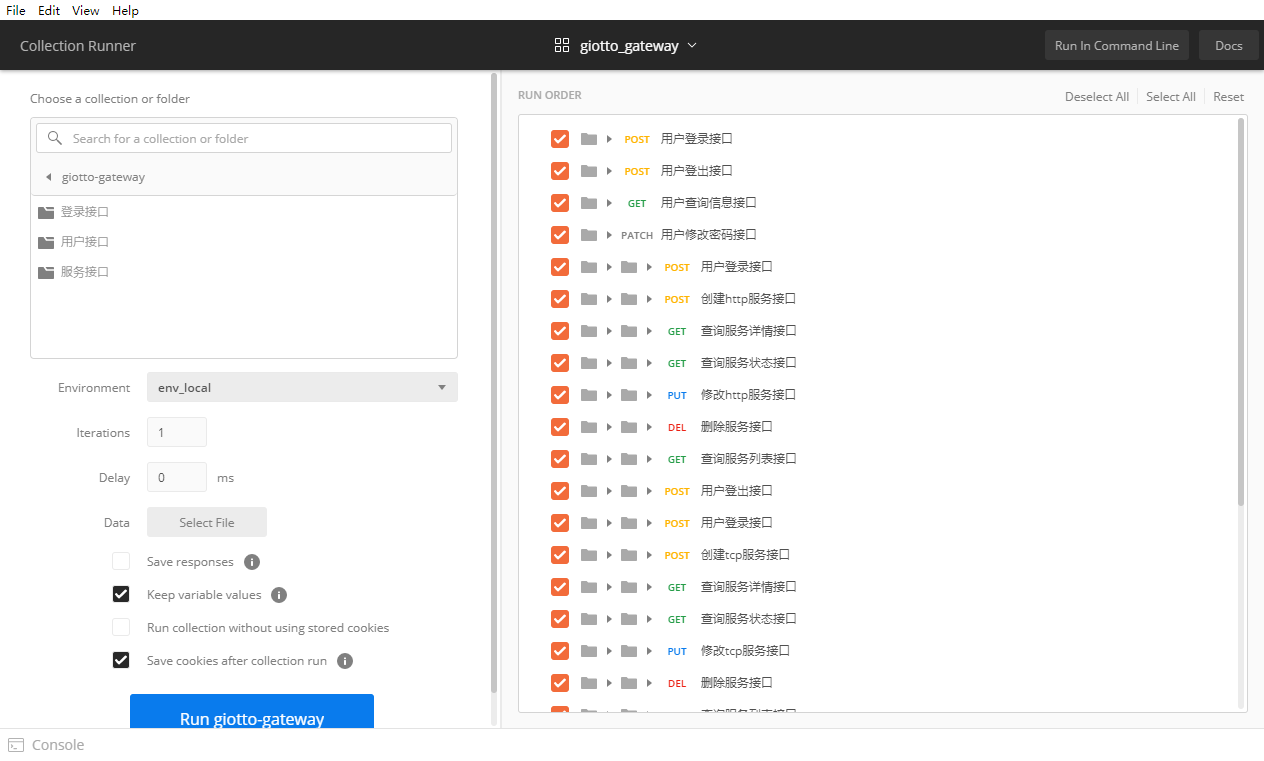 File Edit View Help
Collection Runner
giotto_gateway
Run In Command Line
Docs
Choose a collection or folder
Search for a collection or folder
giotto-gateway
登录接口
用户接口
服务接口
Environment env_local
Iterations 1
Delay 0 ms
Data Select File
Save responses
Keep variable values
Run collection without using stored cookies
Save cookies after collection run
Run giotto-gateway
RUN ORDER
Deselect All Select All Reset
POST 用户登录接口
POST 用户登出接口
GET 用户查询信息接口
PATCH 用户修改密码接口
POST 用户登录接口
POST 创建http服务接口
GET 查询服务详情接口
GET 查询服务状态接口
PUT 修改http服务接口
DEL 删除服务接口
GET 查询服务列表接口
POST 用户登出接口
POST 用户登录接口
POST 创建tcp服务接口
GET 查询服务详情接口
GET 查询服务状态接口
PUT 修改tcp服务接口
DEL 删除服务接口
查询服务列表接口
Console